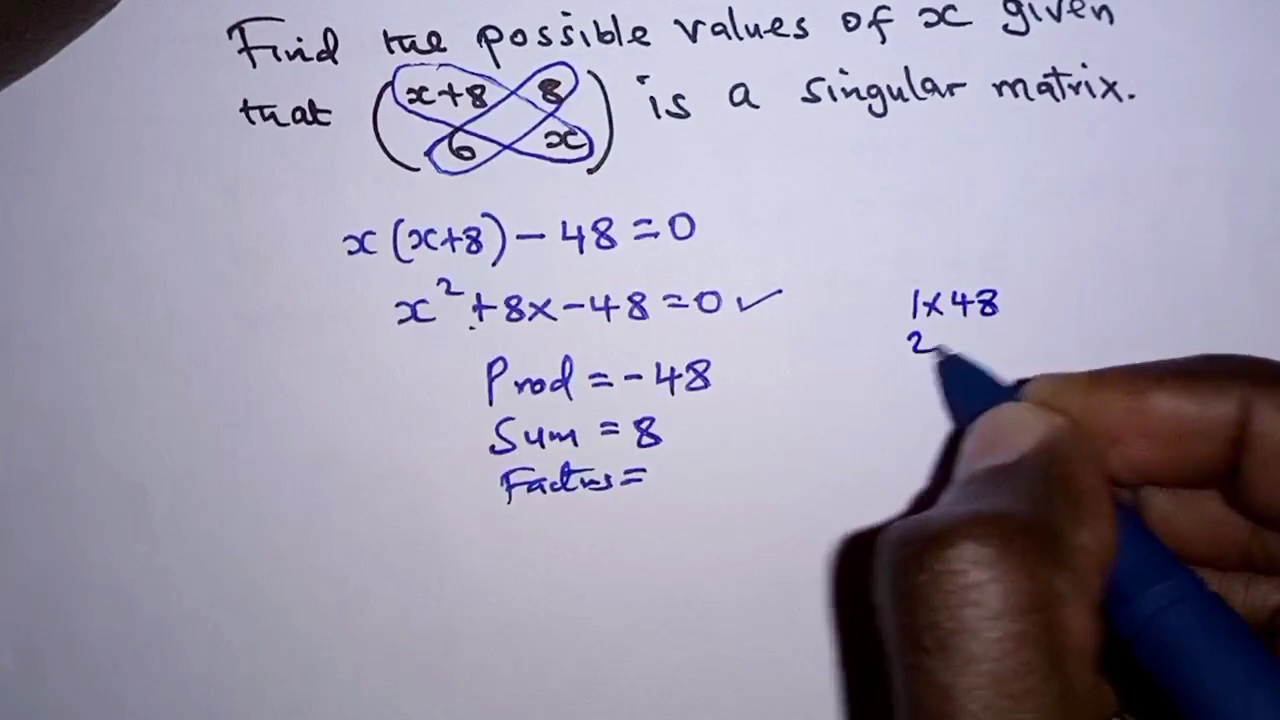 Find the possible values of x given
that (x+8 8
6 x) is a singular matrix.
x(x+8) - 48 = 0
x² + 8x - 48 = 0 ✓
1 x 48
2
Prod = -48
Sum = 8
Factors =